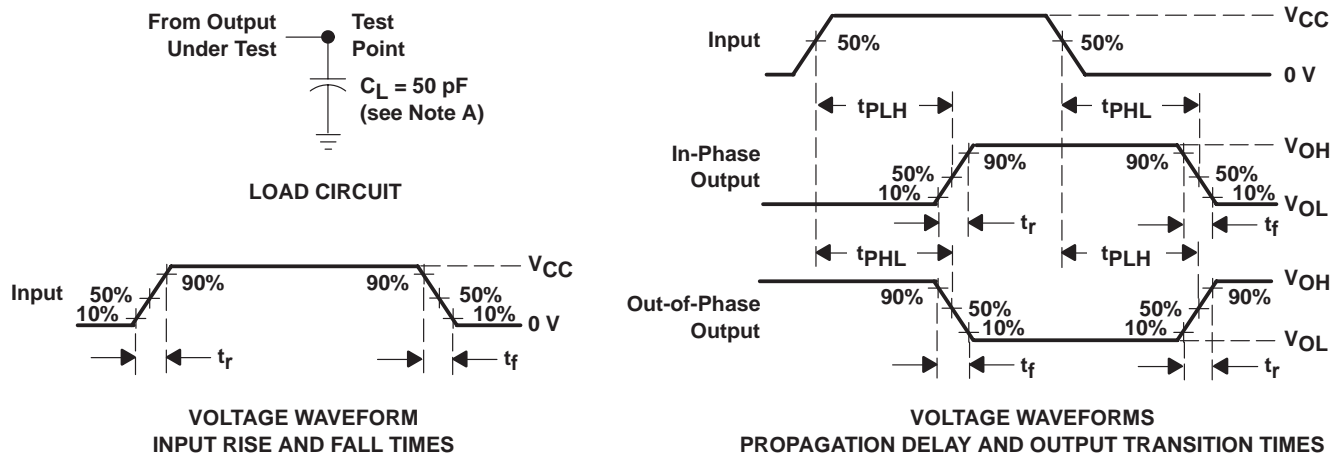 From Output
Under Test
Test
Point
CL = 50 pF
(see Note A)
LOAD CIRCUIT
Input
50%
10%
90%
90%
50%
10%
VCC
0 V
tr
tf
VOLTAGE WAVEFORM
INPUT RISE AND FALL TIMES
Input
50%
50%
VCC
0 V
tPLH
tPHL
In-Phase
Output
50%
10%
90%
90%
50%
10%
VOH
VOL
tr
tf
tPHL
tPLH
Out-of-Phase
Output
90%
50%
10%
50%
10%
90%
VOH
VOL
tf
tr
VOLTAGE WAVEFORMS
PROPAGATION DELAY AND OUTPUT TRANSITION TIMES